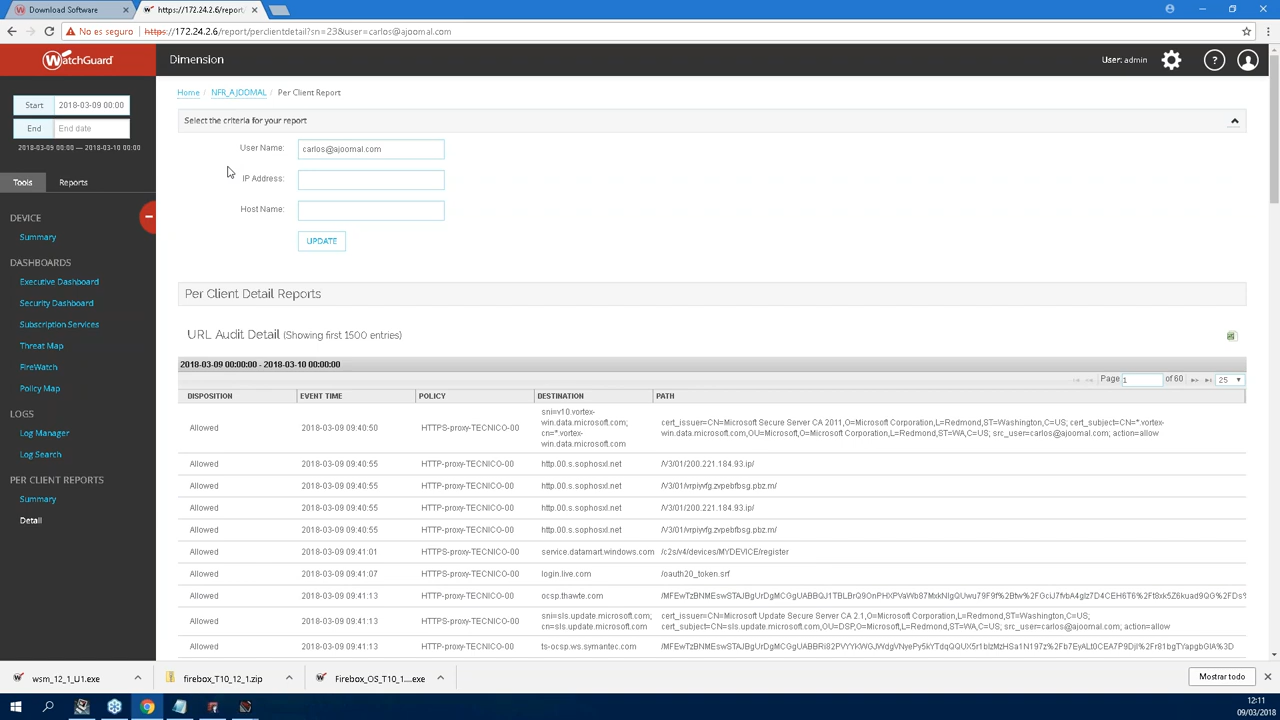 Download Software
https://172.24.2.6/report
No es seguro
https://172.24.2.6/report/perclientdetail?sn=23&user=carlos@ajoomal.com
WatchGuard
Dimension
User: admin
Start 2018-03-09 00:00
End End date
2018-03-09 00:00 — 2018-03-10 00:00
Tools Reports
DEVICE
Summary
DASHBOARDS
Executive Dashboard
Security Dashboard
Subscription Services
Threat Map
FireWatch
Policy Map
LOGS
Log Manager
Log Search
PER CLIENT REPORTS
Summary
Detail
Home / NFR_AJOOMAL / Per Client Report
Select the criteria for your report
User Name: carlos@ajoomal.com
IP Address:
Host Name:
UPDATE
Per Client Detail Reports
URL Audit Detail (Showing first 1500 entries)
2018-03-09 00:00:00 - 2018-03-10 00:00:00
Page 1 of 60 25
DISPOSITION EVENT TIME POLICY DESTINATION PATH
Allowed 2018-03-09 09:40:50 HTTPS-proxy-TECNICO-00
sni=v10.vortex-
win.data.microsoft.com;
cn=*.vortex-
win.data.microsoft.com
cert_issuer=CN=Microsoft Secure Server CA 2011,O=Microsoft Corporation,L=Redmond,ST=Washington,C=US; cert_subject=CN=*.vortex-
win.data.microsoft.com,OU=Microsoft,O=Microsoft Corporation,L=Redmond,ST=WA,C=US; src_user=carlos@ajoomal.com; action=allow
Allowed 2018-03-09 09:40:55 HTTP-proxy-TECNICO-00 http.00.s.sophosxl.net /V3/01/200.221.184.93.ip/
Allowed 2018-03-09 09:40:55 HTTP-proxy-TECNICO-00 http.00.s.sophosxl.net /V3/01/vrpiyvfg.zvpebfbsg.pbz.m/
Allowed 2018-03-09 09:40:55 HTTP-proxy-TECNICO-00 http.00.s.sophosxl.net /V3/01/200.221.184.93.ip/
Allowed 2018-03-09 09:40:55 HTTP-proxy-TECNICO-00 http.00.s.sophosxl.net /V3/01/vrpiyvfg.zvpebfbsg.pbz.m/
Allowed 2018-03-09 09:41:01 HTTPS-proxy-TECNICO-00 service.datamart.windows.com /c2s/v4/devices/MYDEVICE/register
Allowed 2018-03-09 09:41:07 HTTPS-proxy-TECNICO-00 login.live.com /oauth20_token.srf
Allowed 2018-03-09 09:41:13 HTTP-proxy-TECNICO-00 ocsp.thawte.com
Allowed 2018-03-09 09:41:13 HTTPS-proxy-TECNICO-00
sni=sls.update.microsoft.com;
cn=sls.update.microsoft.com
cert_issuer=CN=Microsoft Update Secure Server CA 2.1,O=Microsoft Corporation,L=Redmond,ST=Washington,C=US;
cert_subject=CN=sls.update.microsoft.com,OU=DSP,O=Microsoft,L=Redmond,ST=WA,C=US; src_user=carlos@ajoomal.com; action=allow
Allowed 2018-03-09 09:41:13 HTTP-proxy-TECNICO-00 ts-ocsp.ws.symantec.com
wsm_12_1_U1.exe
firebox_T10_12_1.zip
Firebox_OS_T10_1....exe
Mostrar todo
12:11
09/03/2018